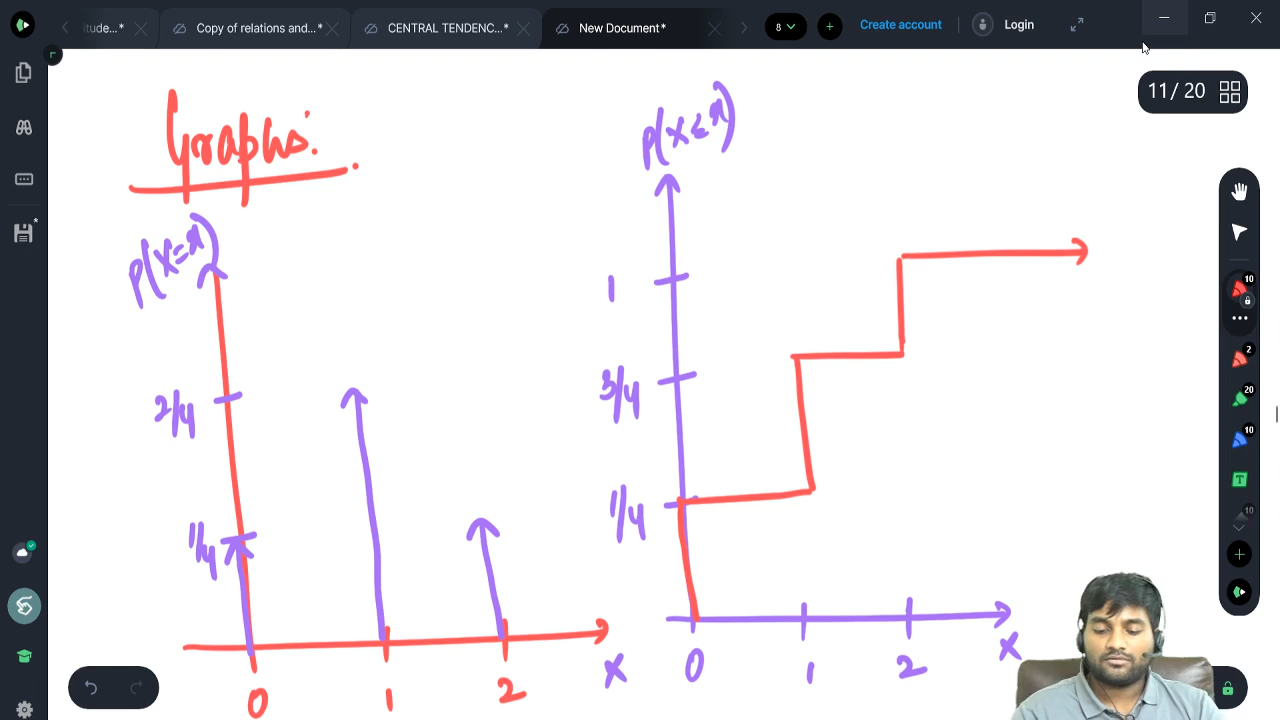 itude...*
Copy of relations and...*
CENTRAL TENDENC...*
New Document*
8
Create account
Login
11 / 20
Graphs:
P(X=x)
2/4
1/4
0
1
2
X
P(X≤x)
1
3/4
1/4
0
1
2
X
10
2
20
10
T
10